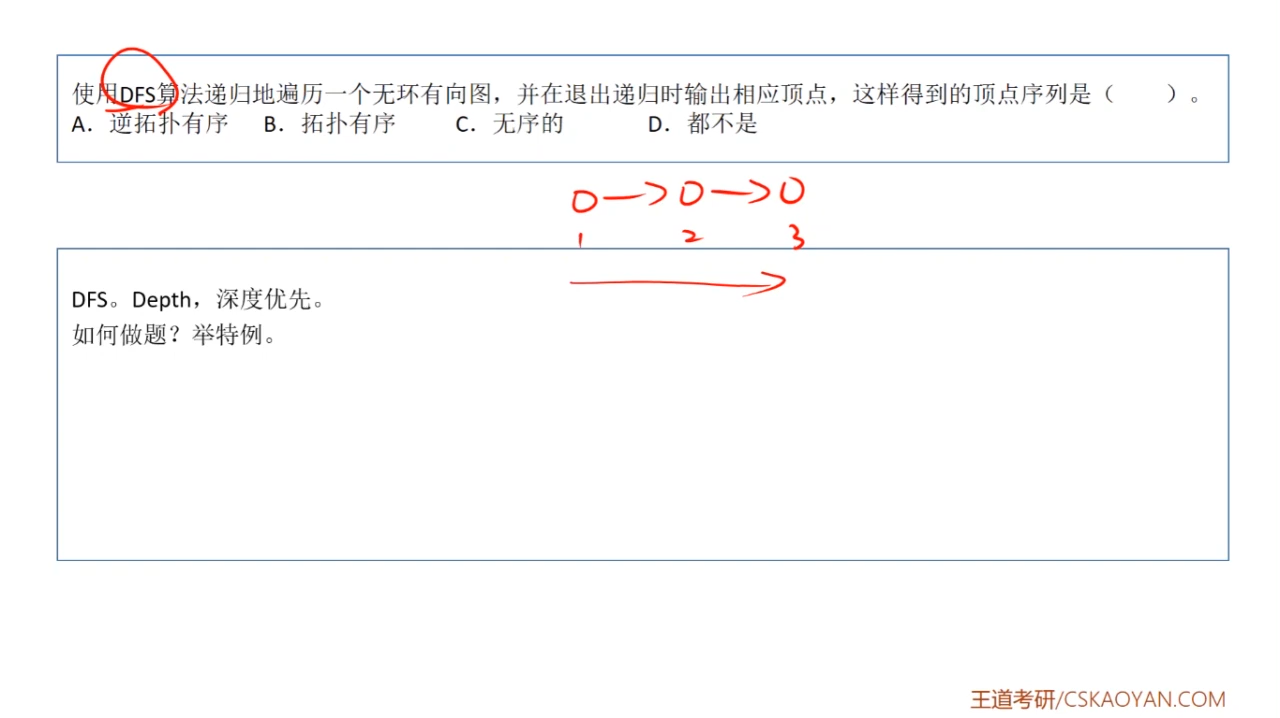 使用DFS算法递归地遍历一个无环有向图，并在退出递归时输出相应顶点，这样得到的顶点序列是（　　）。
A．逆拓扑有序　B．拓扑有序　C．无序的　D．都不是
1 2 3
DFS。Depth，深度优先。
如何做题？举特例。
王道考研/CSKAOYAN.COM